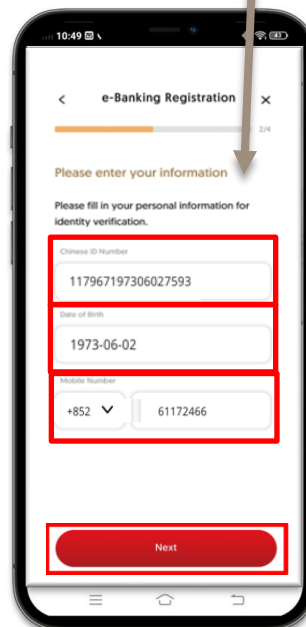 10:49
e-Banking Registration
2/4
Please enter your information
Please fill in your personal information for
identity verification.
Chinese ID Number
117967197306027593
Date of Birth
1973-06-02
Mobile Number
+852 61172466
Next